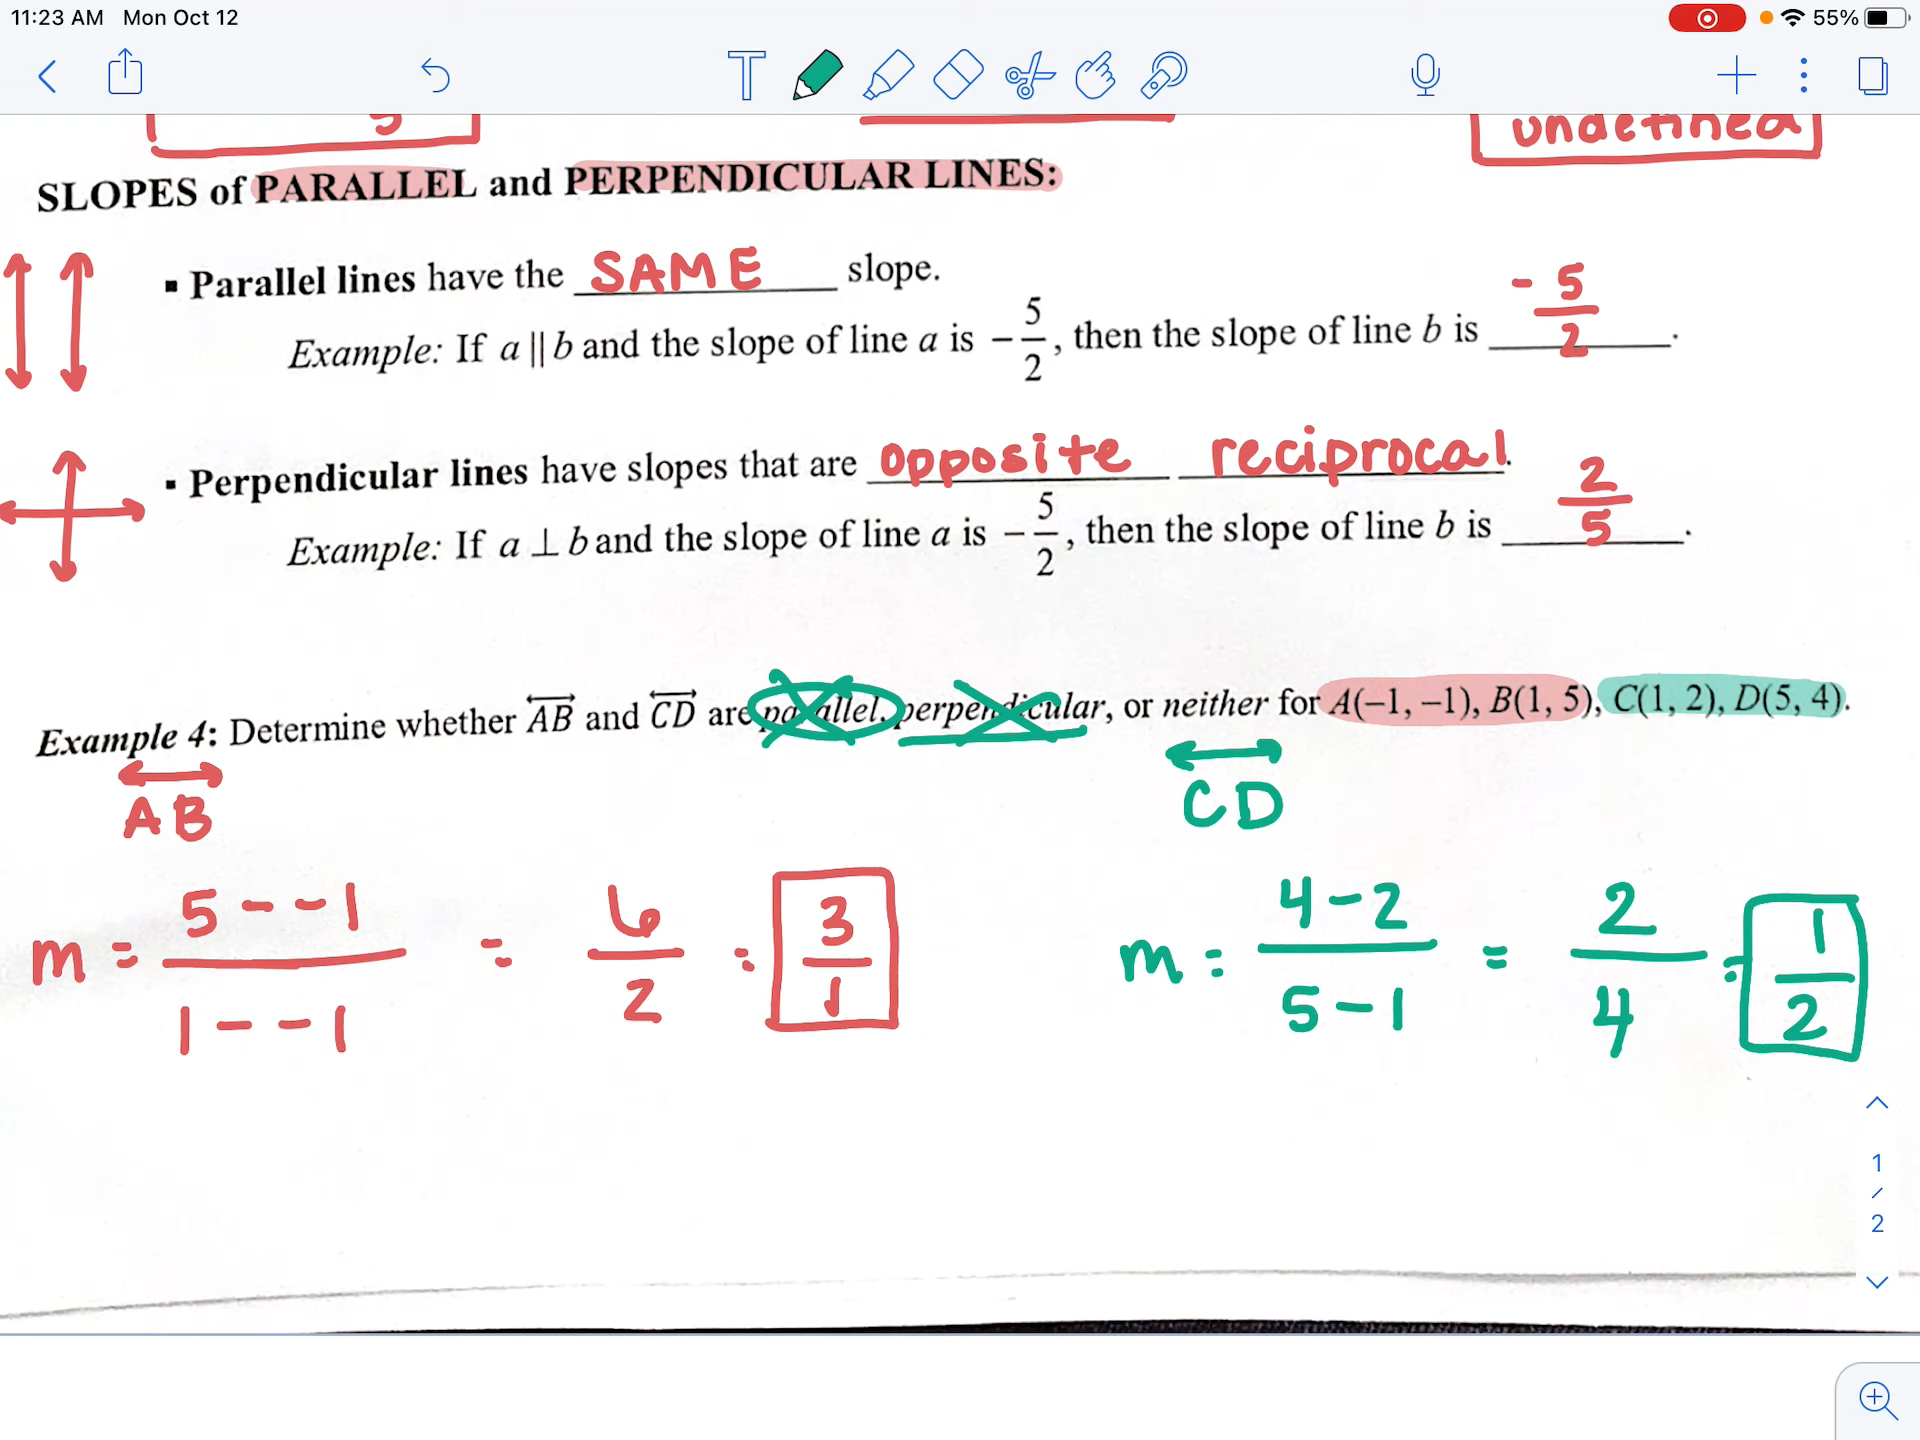 11:23 AM Mon Oct 12
55%
5
undefined
SLOPES of PARALLEL and PERPENDICULAR LINES:
▪ Parallel lines have the SAME slope.
Example: If a || b and the slope of line a is −5/2, then the slope of line b is -5/2.
▪ Perpendicular lines have slopes that are opposite reciprocal.
Example: If a ⊥ b and the slope of line a is −5/2, then the slope of line b is 2/5.
Example 4: Determine whether AB and CD are parallel, perpendicular, or neither for A(−1, −1), B(1, 5), C(1, 2), D(5, 4).
AB
m = 5 - -1 / 1 - -1 = 6/2 = 3/1
CD
m = 4-2 / 5-1 = 2/4 = 1/2
1
/
2